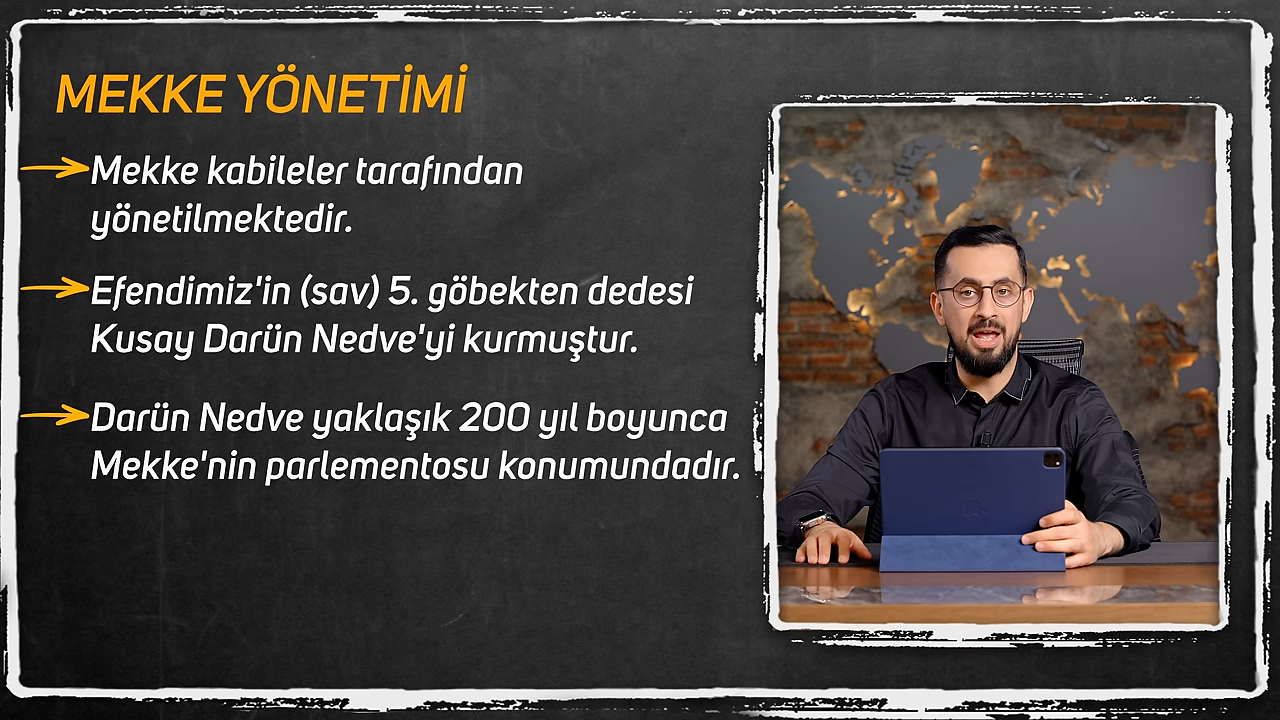 MEKKE YÖNETİMİ
Mekke kabileler tarafından
yönetilmektedir.
Efendimiz'in (sav) 5. göbekten dedesi
Kusay Darün Nedve'yi kurmuştur.
Darün Nedve yaklaşık 200 yıl boyunca
Mekke'nin parlementosu konumundadır.